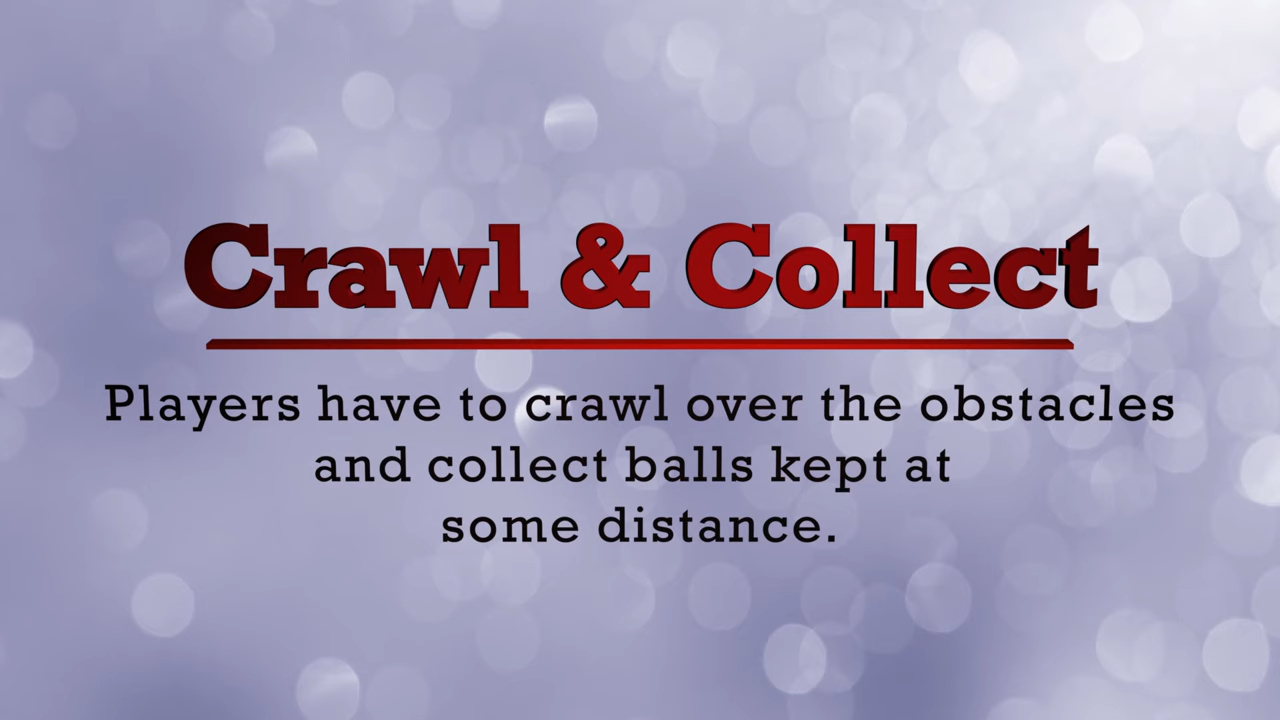 Crawl & Collect
Players have to crawl over the obstacles
and collect balls kept at
some distance.